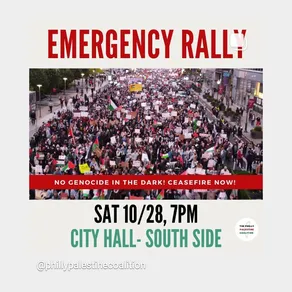 EMERGENCY RALLY
NO GENOCIDE IN THE DARK! CEASEFIRE NOW!
SAT 10/28, 7PM
CITY HALL- SOUTH SIDE
THE PHILLY
PALESTINE
COALITION
@phillypalestinecoalition